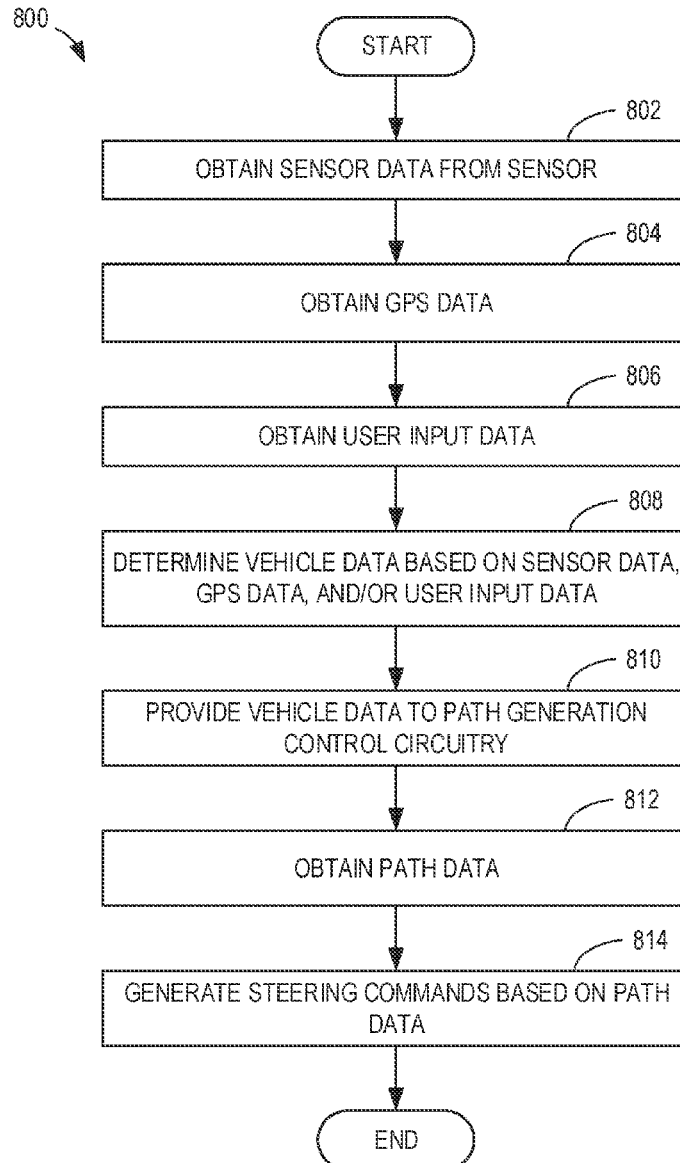 800
START
802
OBTAIN SENSOR DATA FROM SENSOR
804
OBTAIN GPS DATA
806
OBTAIN USER INPUT DATA
808
DETERMINE VEHICLE DATA BASED ON SENSOR DATA,
GPS DATA, AND/OR USER INPUT DATA
810
PROVIDE VEHICLE DATA TO PATH GENERATION
CONTROL CIRCUITRY
812
OBTAIN PATH DATA
814
GENERATE STEERING COMMANDS BASED ON PATH
DATA
END